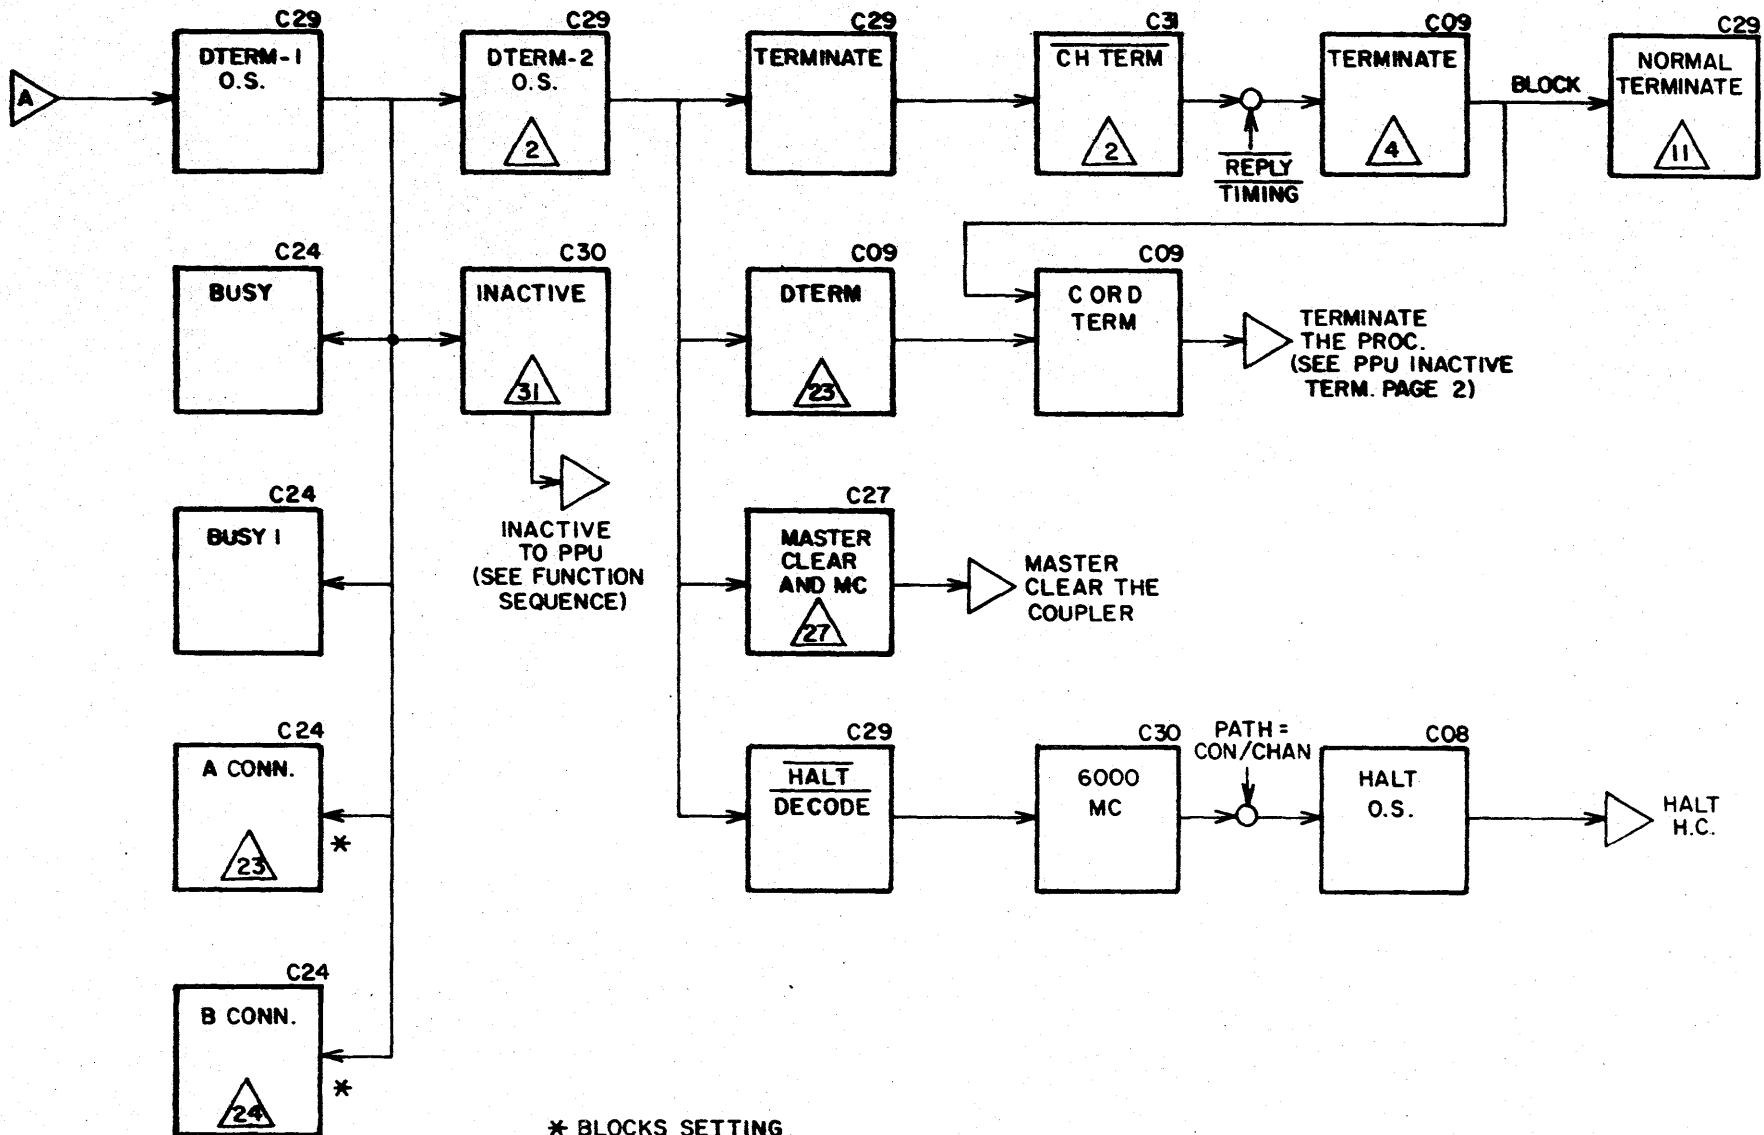 C29
C29
C29
C31
C09
C29
A
DTERM-1
O.S.
DTERM-2
O.S.
2
TERMINATE
CH TERM
2
REPLY
TIMING
TERMINATE
4
BLOCK
NORMAL
TERMINATE
11
C24
C30
C09
C09
BUSY
INACTIVE
31
DTERM
23
C OR D
TERM
TERMINATE
THE PROC.
(SEE PPU INACTIVE
TERM. PAGE 2)
INACTIVE
TO PPU
(SEE FUNCTION
SEQUENCE)
C24
C27
BUSY 1
MASTER
CLEAR
AND MC
27
MASTER
CLEAR THE
COUPLER
C24
C29
C30
C08
A CONN.
23
*
HALT
DECODE
6000
MC
PATH =
CON/CHAN
HALT
O.S.
HALT
H.C.
C24
B CONN.
24
*
* BLOCKS SETTING